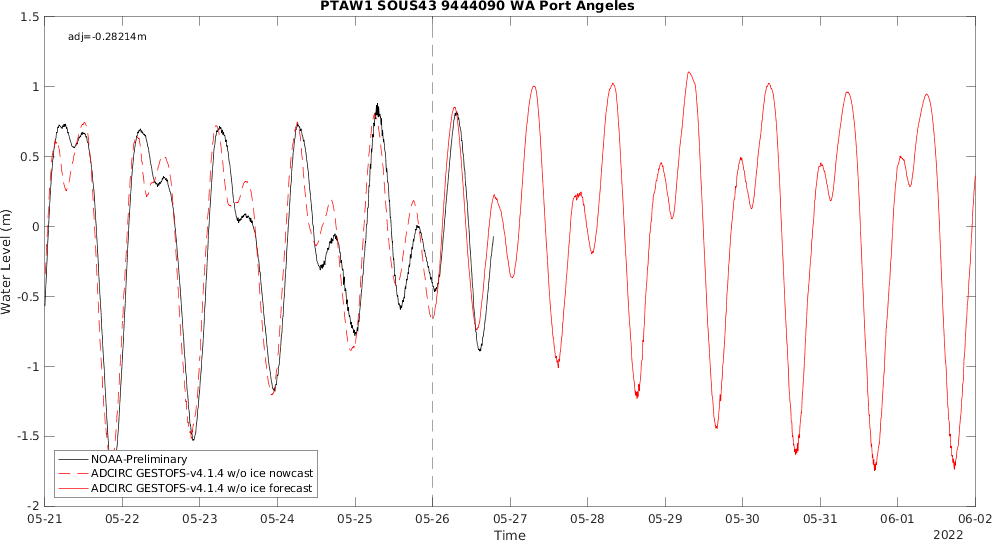 PTAW1 SOUS43 9444090 WA Port Angeles
adj=-0.28214m
1.5
1
0.5
0
-0.5
-1
-1.5
-2
Water Level (m)
NOAA-Preliminary
ADCIRC GESTOFS-v4.1.4 w/o ice nowcast
ADCIRC GESTOFS-v4.1.4 w/o ice forecast
05-21 05-22 05-23 05-24 05-25 05-26 05-27 05-28 05-29 05-30 05-31 06-01 06-02
Time
2022